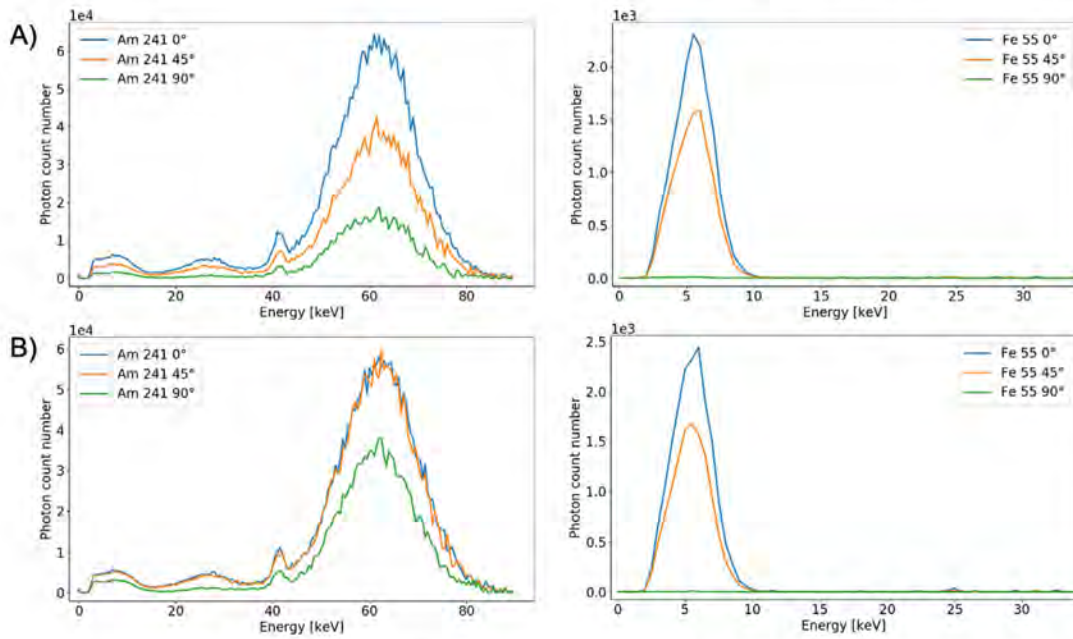 A)
1e4
Am 241 0°
Am 241 45°
Am 241 90°
Photon count number
6
5
4
3
2
1
0
0 20 40 60 80
Energy [keV]
1e3
Fe 55 0°
Fe 55 45°
Fe 55 90°
Photon count number
2.0
1.5
1.0
0.5
0.0
0 5 10 15 20 25 30
Energy [keV]
B)
1e4
Am 241 0°
Am 241 45°
Am 241 90°
Photon count number
6
5
4
3
2
1
0
0 20 40 60 80
Energy [keV]
1e3
Fe 55 0°
Fe 55 45°
Fe 55 90°
Photon count number
2.5
2.0
1.5
1.0
0.5
0.0
0 5 10 15 20 25 30
Energy [keV]